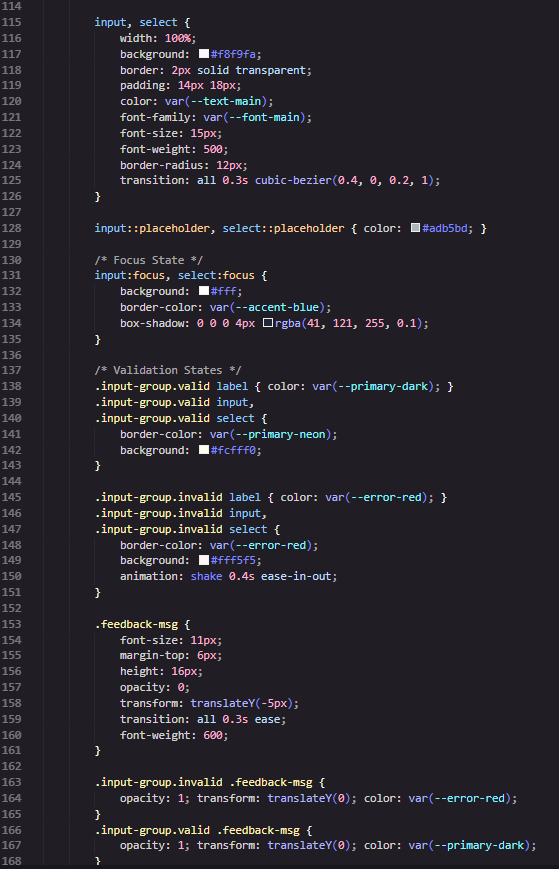 114
115 input, select {
116 width: 100%;
117 background: #f8f9fa;
118 border: 2px solid transparent;
119 padding: 14px 18px;
120 color: var(--text-main);
121 font-family: var(--font-main);
122 font-size: 15px;
123 font-weight: 500;
124 border-radius: 12px;
125 transition: all 0.3s cubic-bezier(0.4, 0, 0.2, 1);
126 }
127
128 input::placeholder, select::placeholder { color: #adb5bd; }
129
130 /* Focus State */
131 input:focus, select:focus {
132 background: #fff;
133 border-color: var(--accent-blue);
134 box-shadow: 0 0 0 4px rgba(41, 121, 255, 0.1);
135 }
136
137 /* Validation States */
138 .input-group.valid label { color: var(--primary-dark); }
139 .input-group.valid input,
140 .input-group.valid select {
141 border-color: var(--primary-neon);
142 background: #fcfff0;
143 }
144
145 .input-group.invalid label { color: var(--error-red); }
146 .input-group.invalid input,
147 .input-group.invalid select {
148 border-color: var(--error-red);
149 background: #fff5f5;
150 animation: shake 0.4s ease-in-out;
151 }
152
153 .feedback-msg {
154 font-size: 11px;
155 margin-top: 6px;
156 height: 16px;
157 opacity: 0;
158 transform: translateY(-5px);
159 transition: all 0.3s ease;
160 font-weight: 600;
161 }
162
163 .input-group.invalid .feedback-msg {
164 opacity: 1; transform: translateY(0); color: var(--error-red);
165 }
166 .input-group.valid .feedback-msg {
167 opacity: 1; transform: translateY(0); color: var(--primary-dark);
168 }